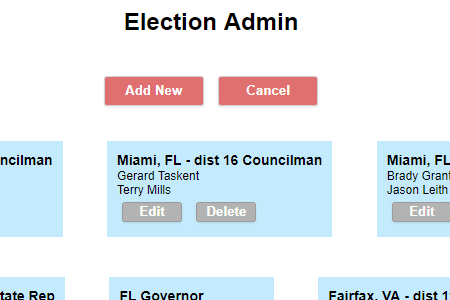 Election Admin
Add New
Cancel
ncilman
Miami, FL - dist 16 Councilman
Gerard Taskent
Terry Mills
Edit
Delete
Miami, FL
Brady Grant
Jason Leith
Edit
tate Rep
FL Governor
Fairfax, VA - dist 1